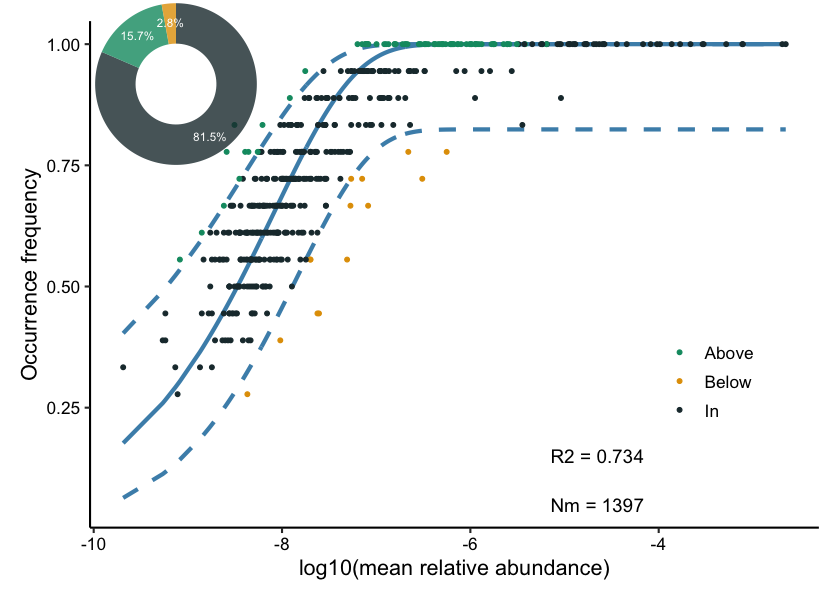 2.8%
15.7%
81.5%
1.00
0.75
0.50
0.25
Occurrence frequency
Above
Below
In
R2 = 0.734
Nm = 1397
-10 -8 -6 -4
log10(mean relative abundance)